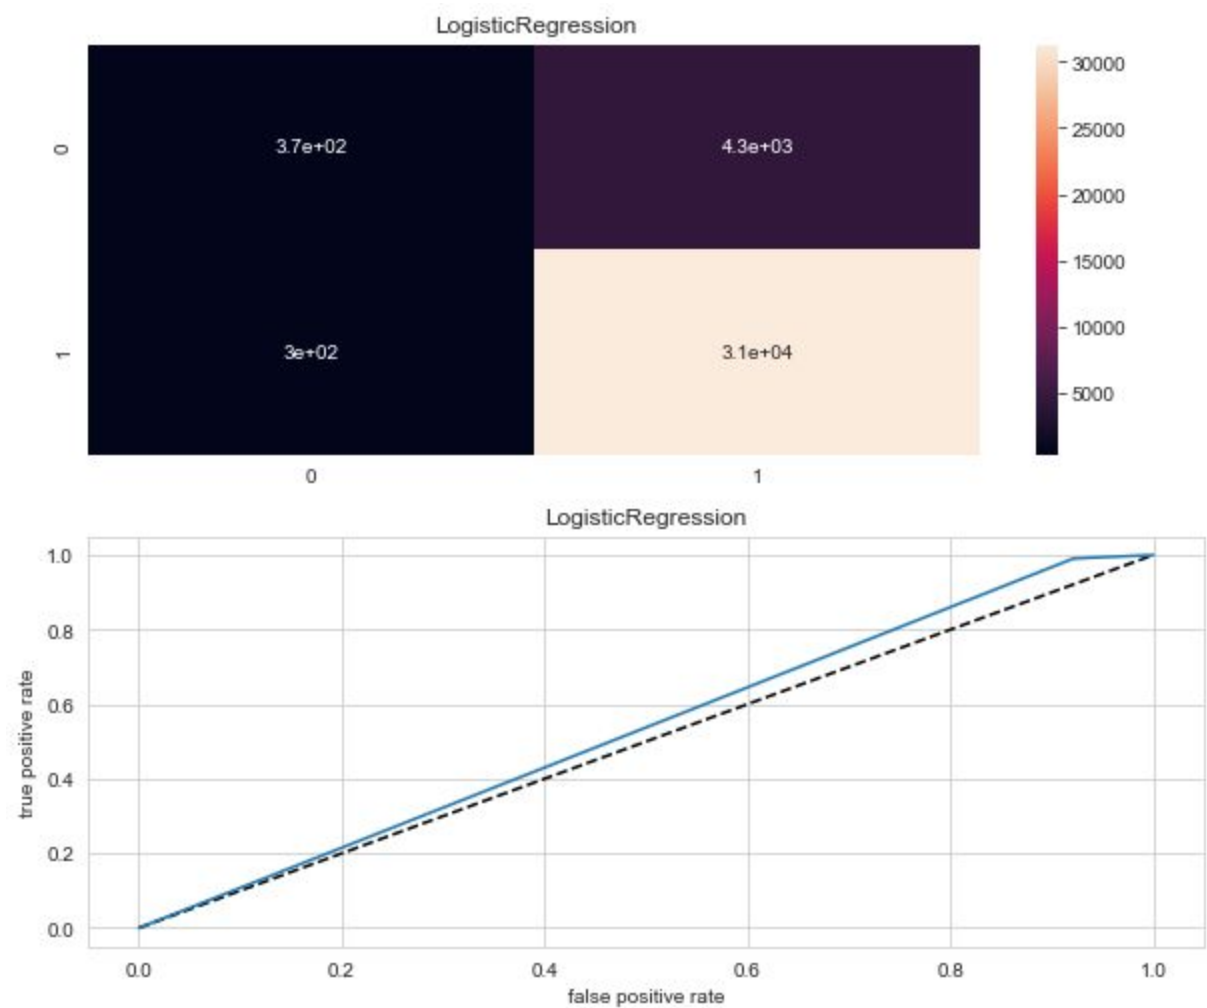 LogisticRegression
0
3.7e+02
4.3e+03
1
3e+02
3.1e+04
0
1
30000
25000
20000
15000
10000
5000
LogisticRegression
true positive rate
1.0
0.8
0.6
0.4
0.2
0.0
0.0
0.2
0.4
0.6
0.8
1.0
false positive rate